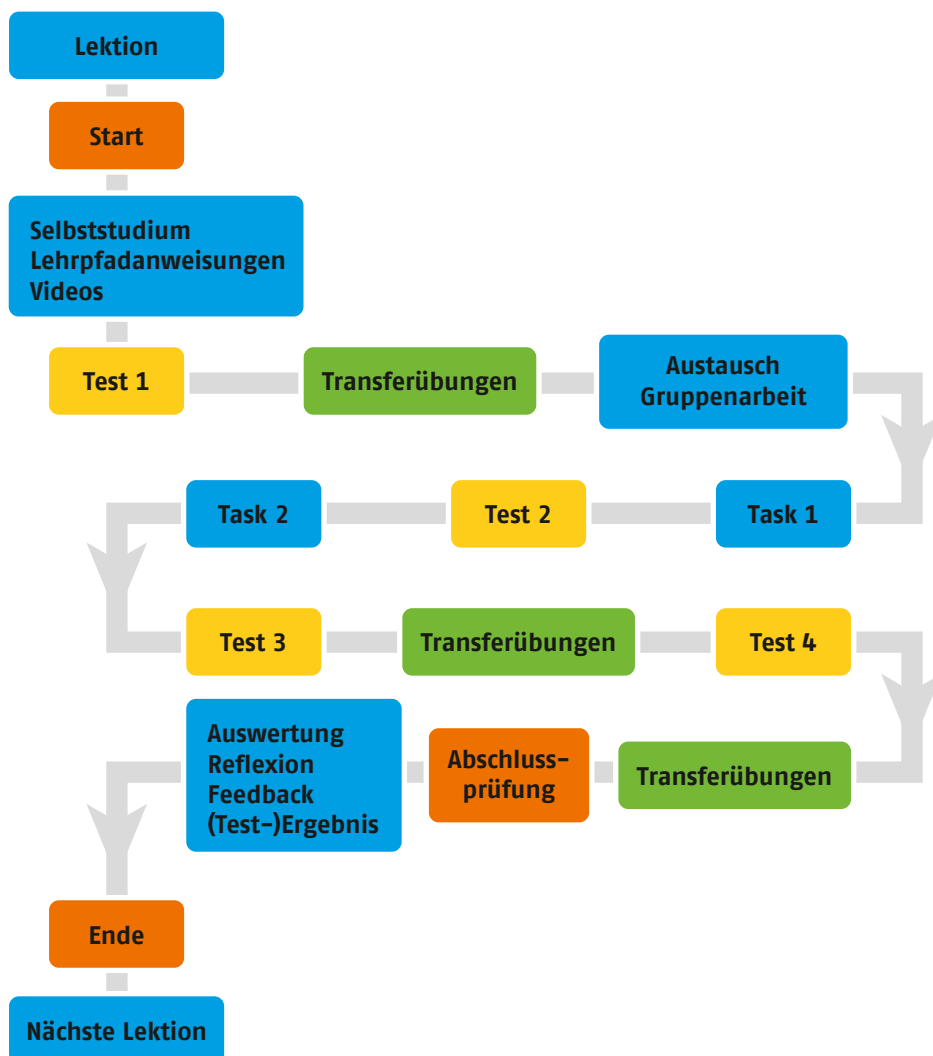 Lektion
Start
Selbststudium
Lehrpfadanweisungen
Videos
Test 1
Transferübungen
Austausch
Gruppenarbeit
Task 2
Test 2
Task 1
Test 3
Transferübungen
Test 4
Auswertung
Reflexion
Feedback
(Test-)Ergebnis
Abschluss-
prüfung
Transferübungen
Ende
Nächste Lektion